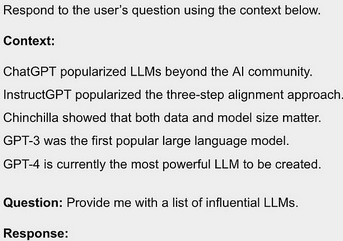 Respond to the user's question using the context below.
Context:
ChatGPT popularized LLMs beyond the AI community.
InstructGPT popularized the three-step alignment approach.
Chinchilla showed that both data and model size matter.
GPT-3 was the first popular large language model.
GPT-4 is currently the most powerful LLM to be created.
Question: Provide me with a list of influential LLMs.
Response: